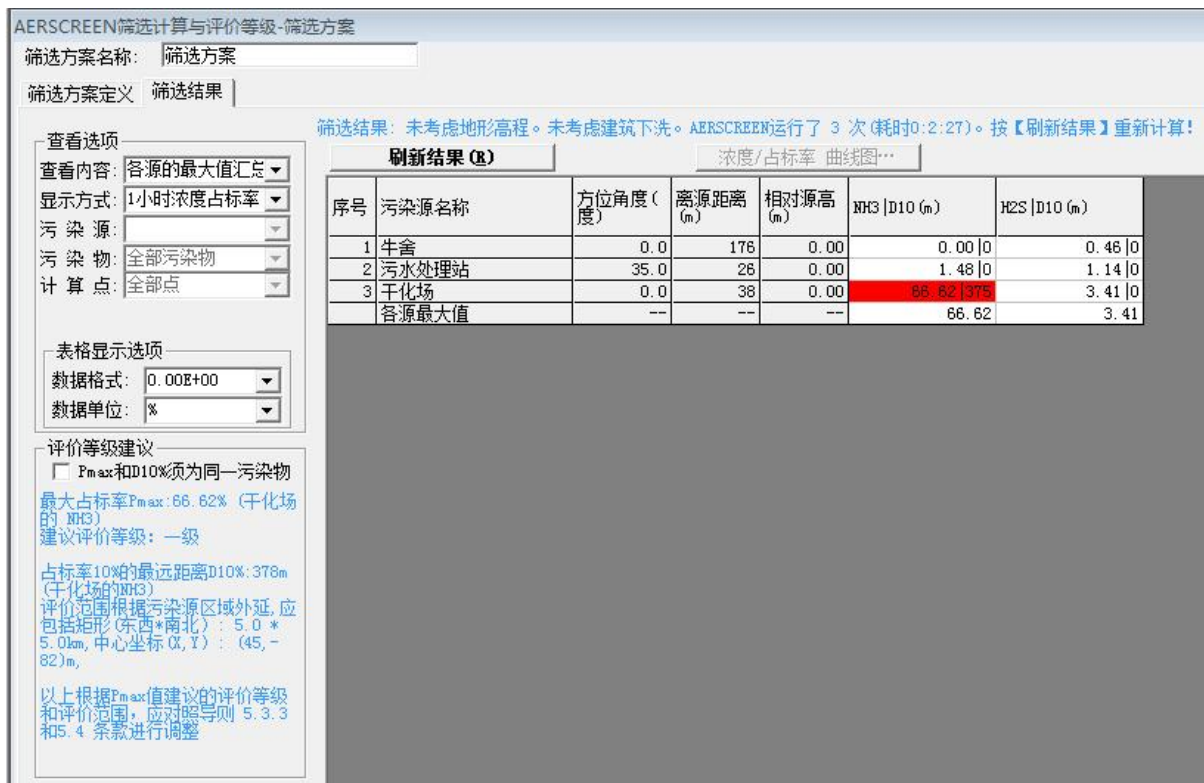 AERSCREEN筛选计算与评价等级-筛选方案
筛选方案名称: 筛选方案
筛选方案定义 筛选结果
筛选结果: 未考虑地形高程。未考虑建筑下洗。AERSCREEN运行了 3 次(耗时0:2:27)。按【刷新结果】重新计算!
刷新结果(R) 浓度/占标率 曲线图…
查看选项
查看内容: 各源的最大值汇总
显示方式: 1小时浓度占标率
污 染 源:
污 染 物: 全部污染物
计 算 点: 全部点
表格显示选项
数据格式: 0.00E+00
数据单位: %
评价等级建议
Pmax和D10%须为同一污染物
最大占标率Pmax:66.62% (干化场
的 NH3)
建议评价等级: 一级
占标率10%的最远距离D10%:378m
(干化场的NH3)
评价范围根据污染源区域外延,应
包括矩形(东西*南北): 5.0 *
5.0km,中心坐标(X,Y): (45,-
82)m,
以上根据Pmax值建议的评价等级
和评价范围,应对照导则 5.3.3
和5.4 条款进行调整
序号 污染源名称 方位角度(度) 离源距离(m) 相对源高(m) NH3|D10(m) H2S|D10(m)
1 牛舍 0.0 176 0.00 0.00|0 0.46|0
2 污水处理站 35.0 26 0.00 1.48|0 1.14|0
3 干化场 0.0 38 0.00 66.62|375 3.41|0
各源最大值 -- -- -- 66.62 3.41